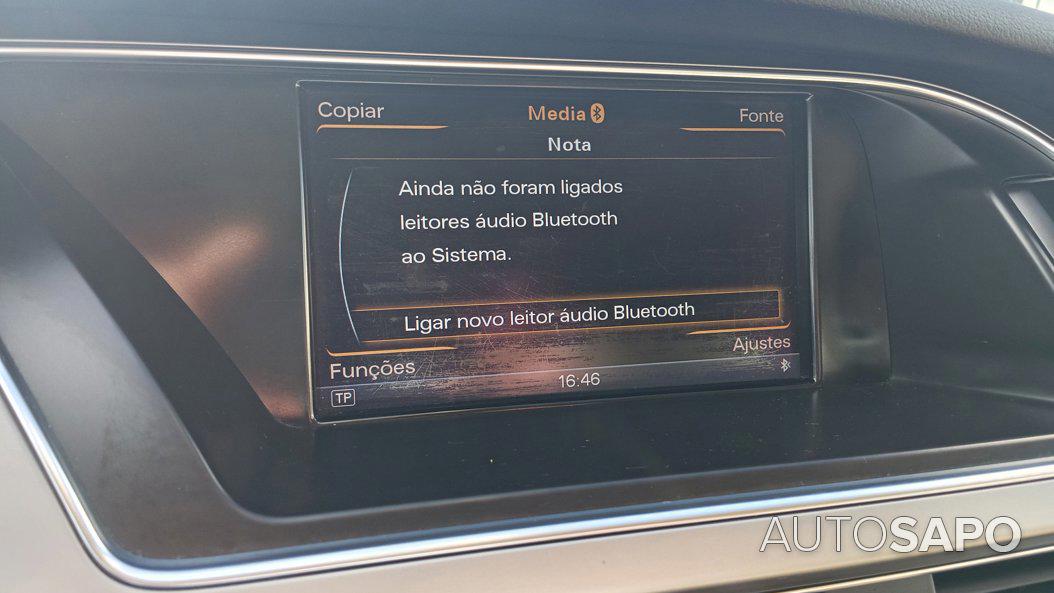 Copiar
Media
Fonte
Nota
Ainda não foram ligados
leitores áudio Bluetooth
ao Sistema.
Ligar novo leitor áudio Bluetooth
Funções
Ajustes
TP
16:46
AUTOSAPO